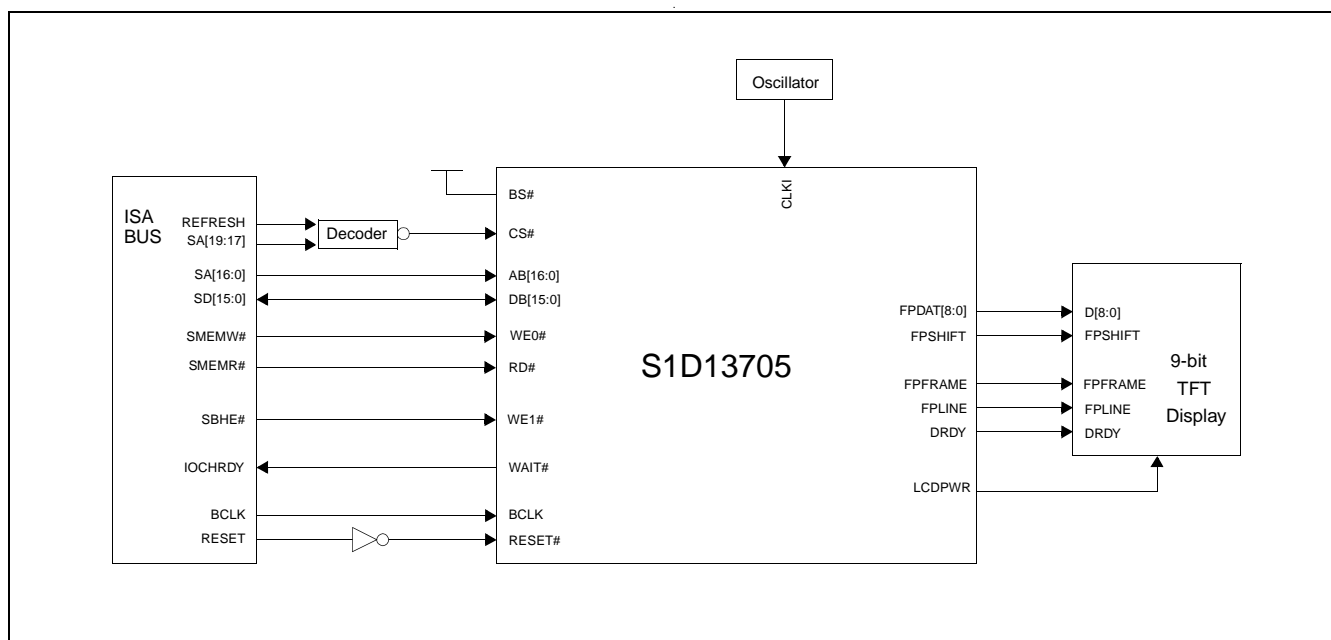 Oscillator
CLKI
ISA
BUS
REFRESH
SA[19:17]
Decoder
BS#
CS#
SA[16:0]
AB[16:0]
SD[15:0]
DB[15:0]
SMEMW#
WE0#
SMEMR#
RD#
SBHE#
WE1#
IOCHRDY
WAIT#
BCLK
BCLK
RESET
RESET#
S1D13705
FPDAT[8:0]
D[8:0]
FPSHIFT
FPSHIFT
FPFRAME
FPFRAME
FPLINE
FPLINE
DRDY
DRDY
LCDPWR
9-bit
TFT
Display